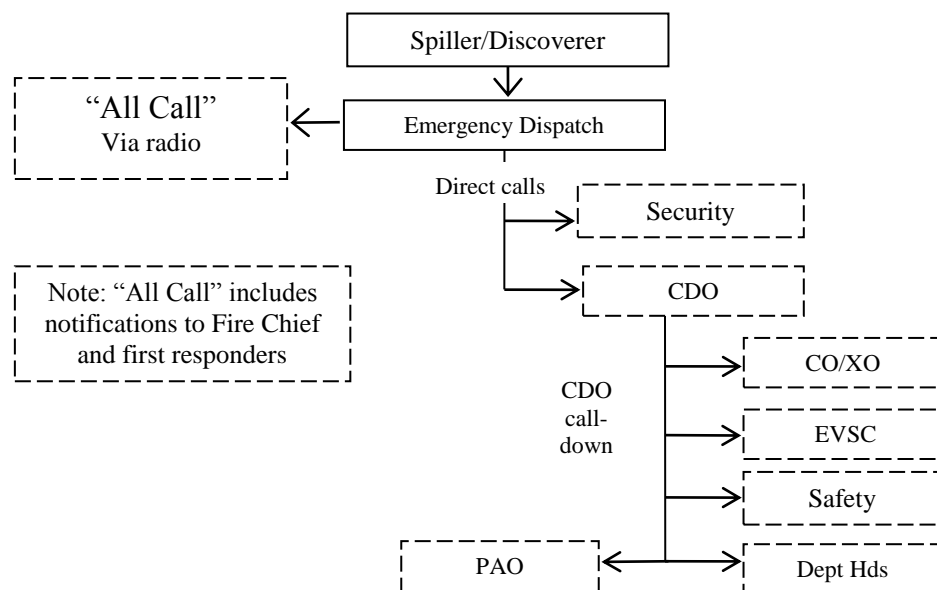 Spiller/Discoverer
“All Call”
Via radio
Emergency Dispatch
Direct calls
Security
Note: “All Call” includes
notifications to Fire Chief
and first responders
CDO
CDO
call-
down
CO/XO
EVSC
Safety
PAO
Dept Hds